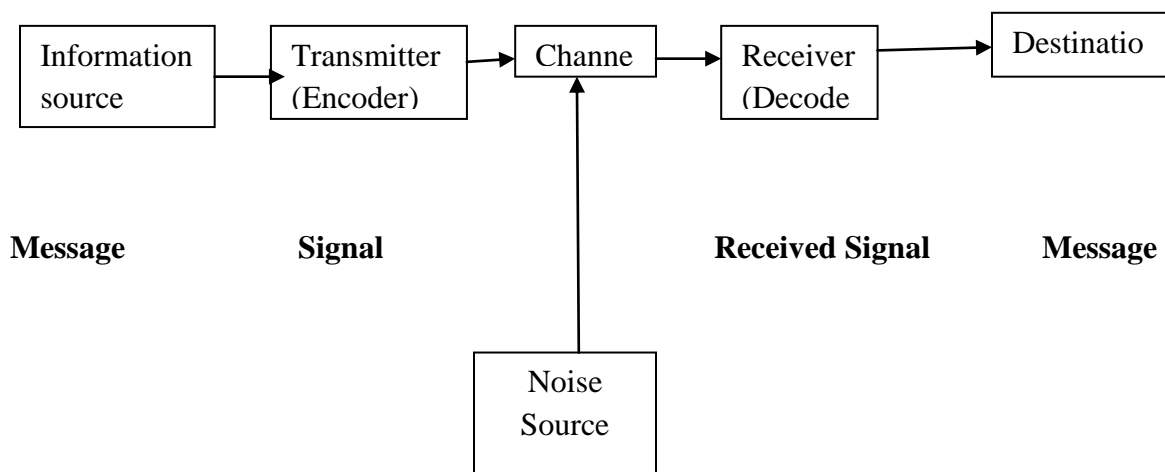 Information
source
Transmitter
(Encoder)
Channe
Receiver
(Decode
Destinatio
Message
Signal
Received Signal
Message
Noise
Source